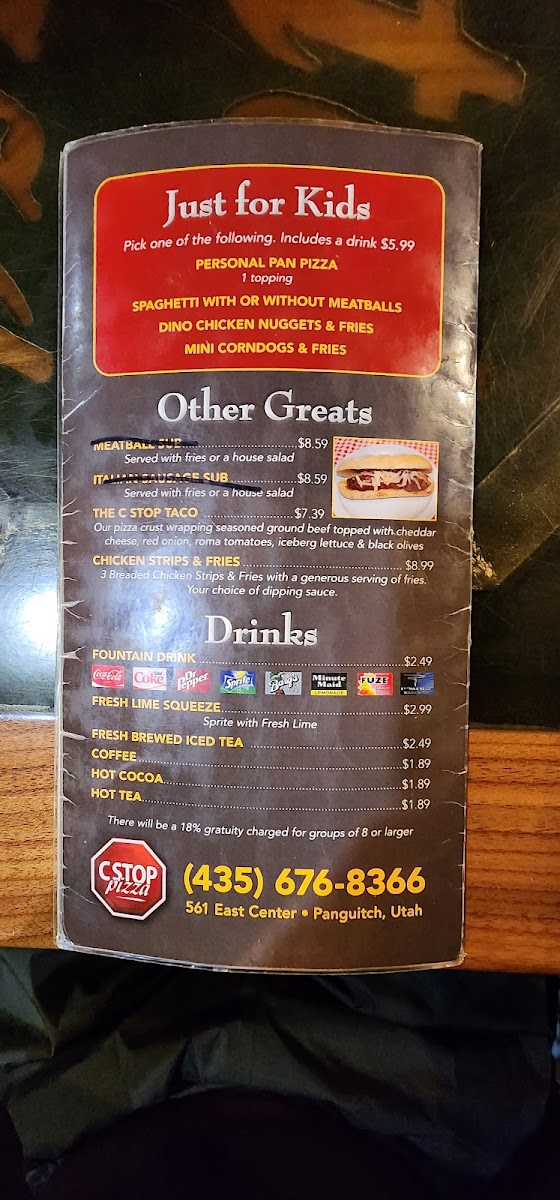 Just for Kids
Pick one of the following. Includes a drink $5.99
PERSONAL PAN PIZZA
1 topping
SPAGHETTI WITH OR WITHOUT MEATBALLS
DINO CHICKEN NUGGETS & FRIES
MINI CORNDOGS & FRIES
Other Greats
MEATBALL SUB $8.59
Served with fries or a house salad
ITALIAN SAUSAGE SUB $8.59
Served with fries or a house salad
THE C STOP TACO $7.39
Our pizza crust wrapping seasoned ground beef topped with cheddar
cheese, red onion, roma tomatoes, iceberg lettuce & black olives
CHICKEN STRIPS & FRIES $8.99
3 Breaded Chicken Strips & Fries with a generous serving of fries.
Your choice of dipping sauce.
Drinks
FOUNTAIN DRINK $2.49
Coca-Cola Coke Dr Pepper Sprite Barq's Minute Maid LEMONADE FUZE
FRESH LIME SQUEEZE $2.99
Sprite with Fresh Lime
FRESH BREWED ICED TEA $2.49
COFFEE $1.89
HOT COCOA $1.89
HOT TEA $1.89
There will be a 18% gratuity charged for groups of 8 or larger
C STOP
pizza
(435) 676-8366
561 East Center • Panguitch, Utah